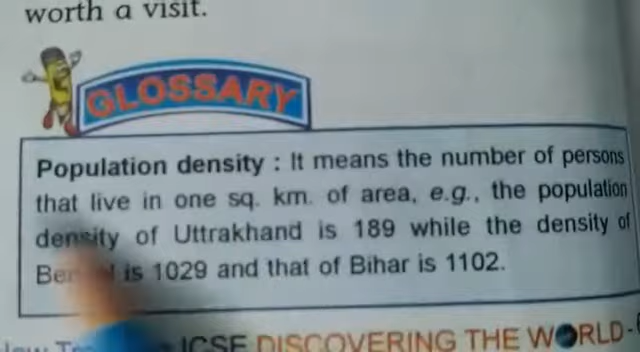 worth a visit.
GLOSSARY
Population density : It means the number of persons
that live in one sq. km. of area, e.g., the population
density of Uttrakhand is 189 while the density of
is 1029 and that of Bihar is 1102.
ICSE DISCOVERING THE WORLD-